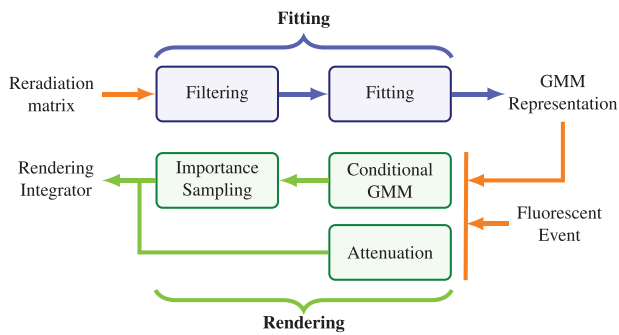 Fitting
Reradiation
matrix
Filtering
Fitting
GMM
Representation
Rendering
Integrator
Importance
Sampling
Conditional
GMM
Fluorescent
Event
Attenuation
Rendering